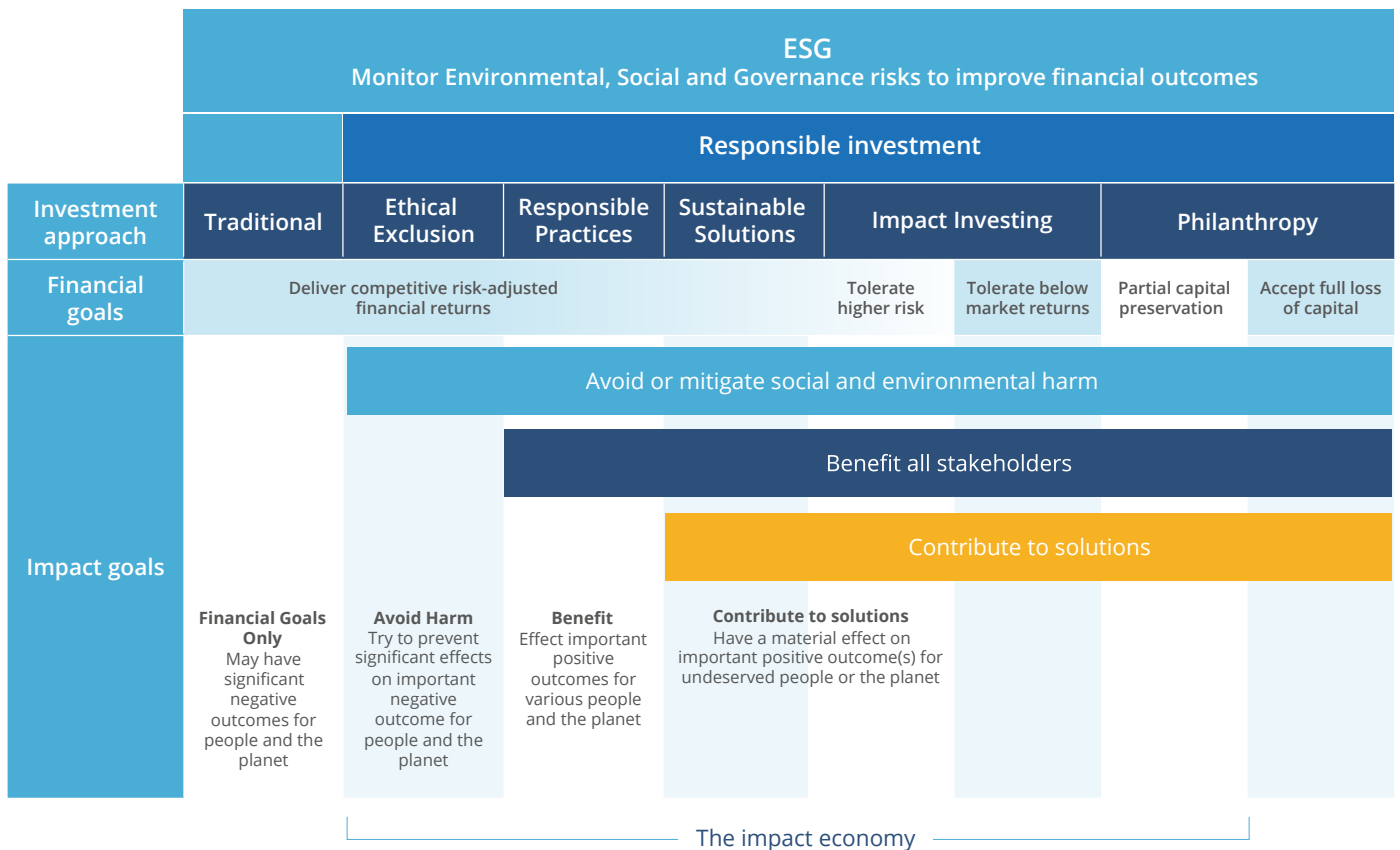 ESG
Monitor Environmental, Social and Governance risks to improve financial outcomes
Responsible investment
Investment
approach
Traditional
Ethical
Exclusion
Responsible
Practices
Sustainable
Solutions
Impact Investing
Philanthropy
Financial
goals
Deliver competitive risk-adjusted
financial returns
Tolerate
higher risk
Tolerate below
market returns
Partial capital
preservation
Accept full loss
of capital
Impact goals
Avoid or mitigate social and environmental harm
Benefit all stakeholders
Contribute to solutions
Financial Goals
Only
May have
significant
negative
outcomes for
people and the
planet
Avoid Harm
Try to prevent
significant effects
on important
negative
outcome for
people and the
planet
Benefit
Effect important
positive
outcomes for
various people
and the planet
Contribute to solutions
Have a material effect on
important positive outcome(s) for
undeserved people or the planet
The impact economy